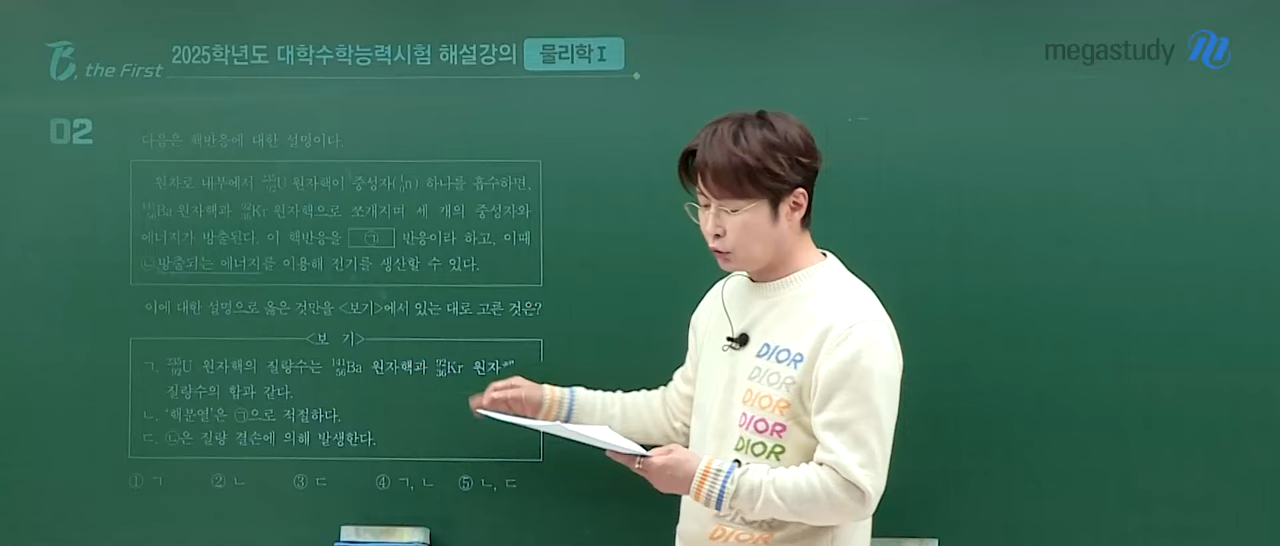 B, the First 2025학년도 대학수학능력시험 해설강의 물리학 I
megastudy
02
다음은 핵반응에 대한 설명이다.
원자로 내부에서 ²³⁵₉₂U 원자핵이 중성자(¹₀n) 하나를 흡수하면,
¹⁴¹₅₆Ba 원자핵과 ⁹²₃₆Kr 원자핵으로 쪼개지며 세 개의 중성자와
에너지가 방출된다. 이 핵반응을 ㉠ 반응이라 하고, 이때
㉡방출되는 에너지를 이용해 전기를 생산할 수 있다.
이에 대한 설명으로 옳은 것만을 <보기>에서 있는 대로 고른 것은?
<보 기>
ㄱ. ²³⁵₉₂U 원자핵의 질량수는 ¹⁴¹₅₆Ba 원자핵과 ⁹²₃₆Kr
질량수의 합과 같다.
ㄴ. ‘핵분열’은 ㉠으로 적절하다.
ㄷ. ㉡은 질량 결손에 의해 발생한다.
① ㄱ ② ㄴ ③ ㄷ ④ ㄱ, ㄴ ⑤ ㄴ, ㄷ
DIOR
DIOR
DIOR
DIOR
DIOR
DIOR
DIOR